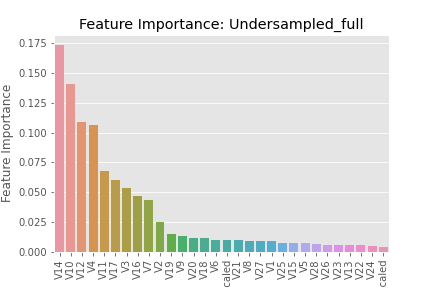 Feature Importance: Undersampled_full
Feature Importance
0.175
0.150
0.125
0.100
0.075
0.050
0.025
0.000
V14
V10
V12
V4
V11
V17
V3
V16
V7
V2
V19
V9
V20
V18
V6
caled
V21
V8
V27
V1
V25
V15
V5
V28
V26
V23
V13
V22
V24
caled